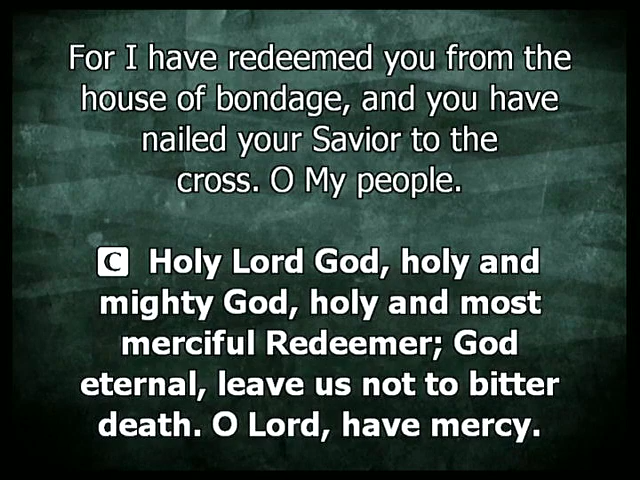 For I have redeemed you from the
house of bondage, and you have
nailed your Savior to the
cross. O My people.
C Holy Lord God, holy and
mighty God, holy and most
merciful Redeemer; God
eternal, leave us not to bitter
death. O Lord, have mercy.